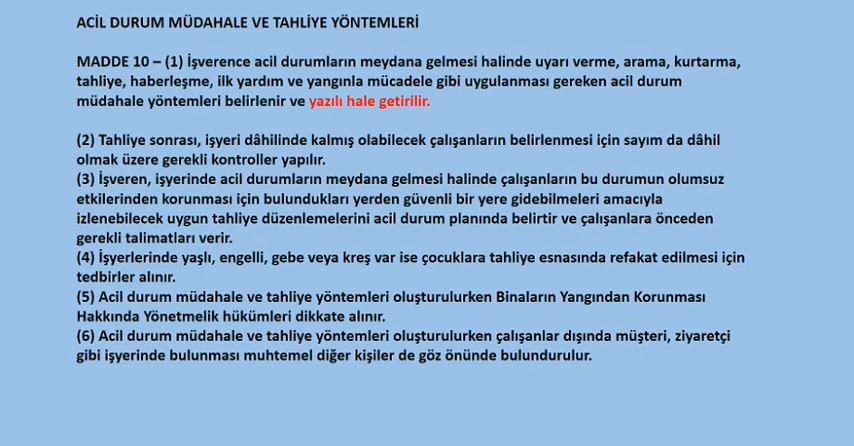 ACİL DURUM MÜDAHALE VE TAHLİYE YÖNTEMLERİ
MADDE 10 – (1) İşverence acil durumların meydana gelmesi halinde uyarı verme, arama, kurtarma,
tahliye, haberleşme, ilk yardım ve yangınla mücadele gibi uygulanması gereken acil durum
müdahale yöntemleri belirlenir ve yazılı hale getirilir.
(2) Tahliye sonrası, işyeri dâhilinde kalmış olabilecek çalışanların belirlenmesi için sayım da dâhil
olmak üzere gerekli kontroller yapılır.
(3) İşveren, işyerinde acil durumların meydana gelmesi halinde çalışanların bu durumun olumsuz
etkilerinden korunması için bulundukları yerden güvenli bir yere gidebilmeleri amacıyla
izlenebilecek uygun tahliye düzenlemelerini acil durum planında belirtir ve çalışanlara önceden
gerekli talimatları verir.
(4) İşyerlerinde yaşlı, engelli, gebe veya kreş var ise çocuklara tahliye esnasında refakat edilmesi için
tedbirler alınır.
(5) Acil durum müdahale ve tahliye yöntemleri oluşturulurken Binaların Yangından Korunması
Hakkında Yönetmelik hükümleri dikkate alınır.
(6) Acil durum müdahale ve tahliye yöntemleri oluşturulurken çalışanlar dışında müşteri, ziyaretçi
gibi işyerinde bulunması muhtemel diğer kişiler de göz önünde bulundurulur.